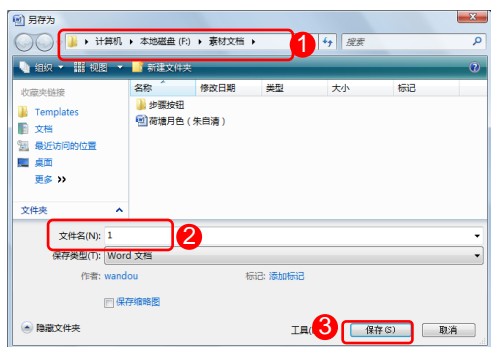 另存为
计算机 本地磁盘 (F:) 素材文档 1 搜索
组织 视图 新建文件夹
收藏夹链接 名称 修改日期 类型 大小 标记
Templates
文档
最近访问的位置
桌面
更多 >>
步骤按钮
荷塘月色（朱自清）
文件夹
文件名(N): 1 2
保存类型(T): Word 文档
作者: wandou 标记: 添加标记
保存缩略图
隐藏文件夹 工具( 3 保存(S) 取消